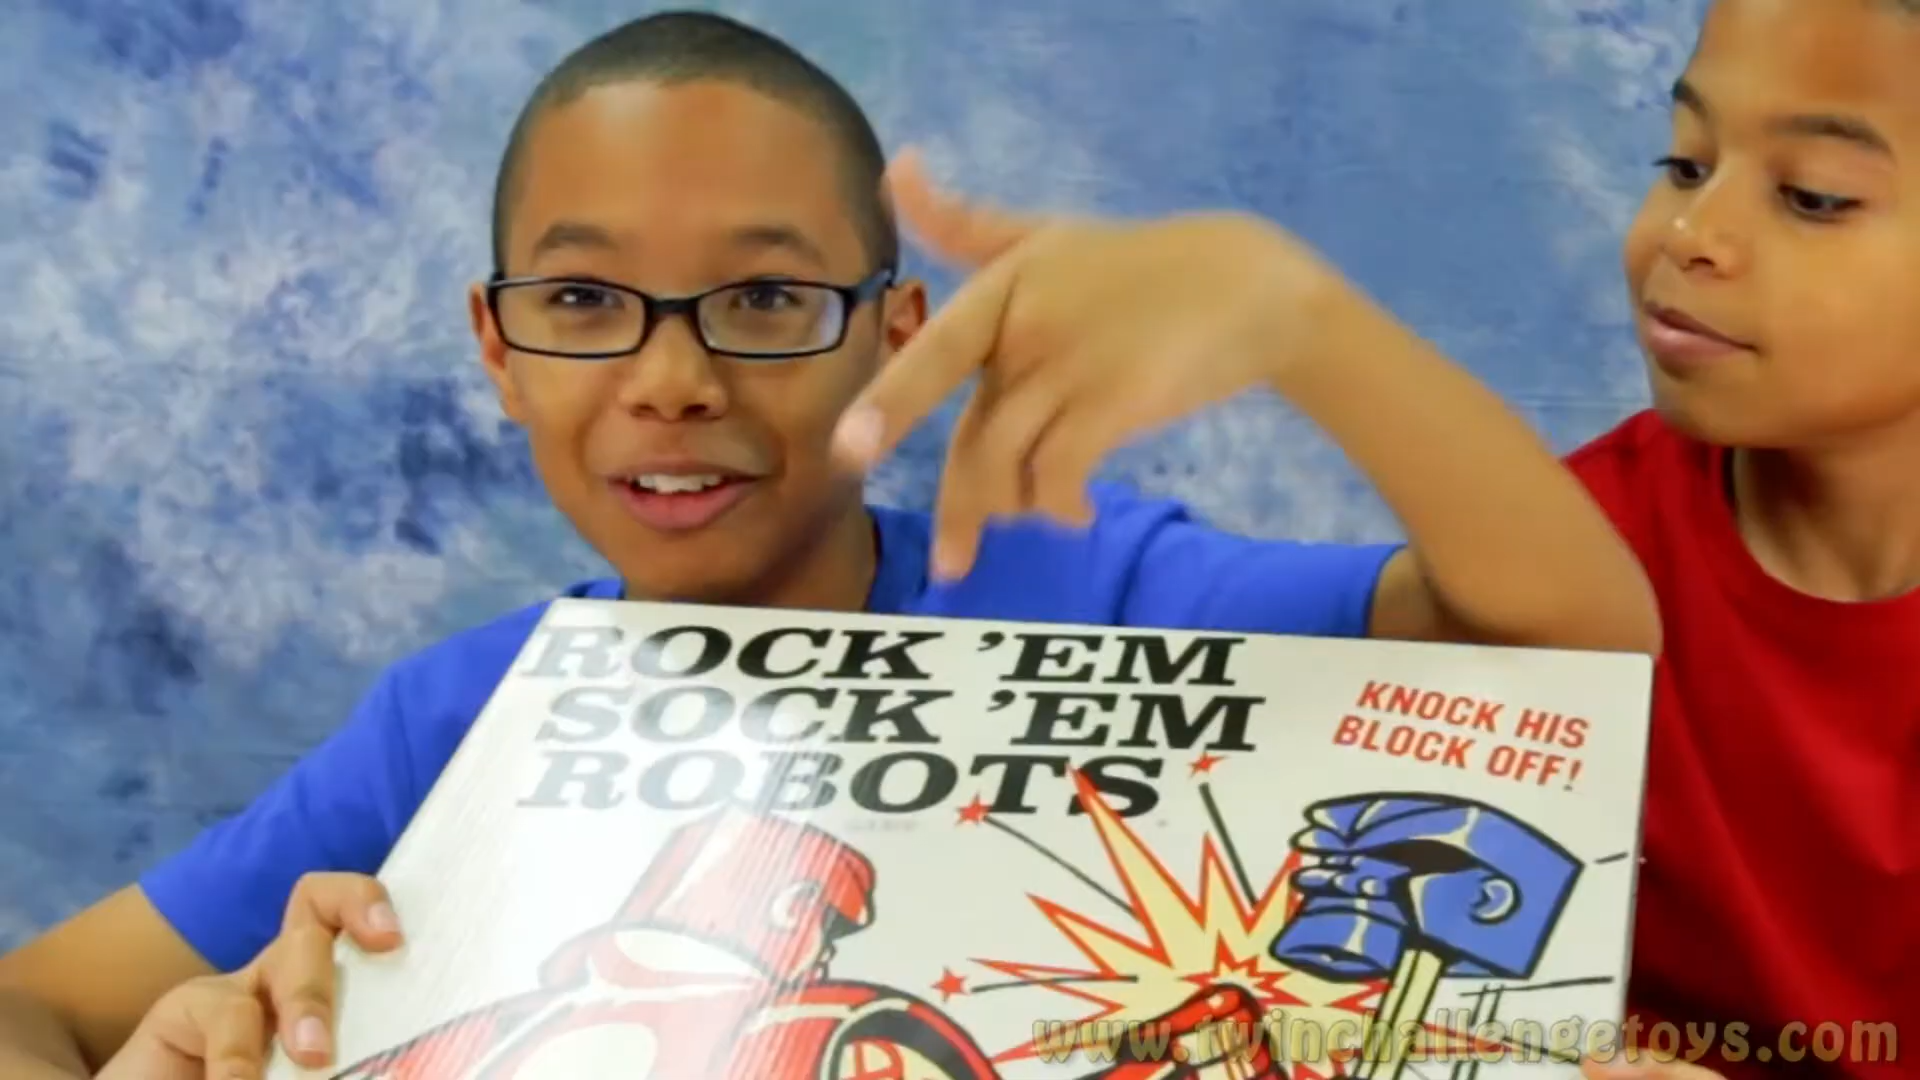 ROCK 'EM
SOCK 'EM
ROBOTS
KNOCK HIS
BLOCK OFF!
www.twinchallengetoys.com